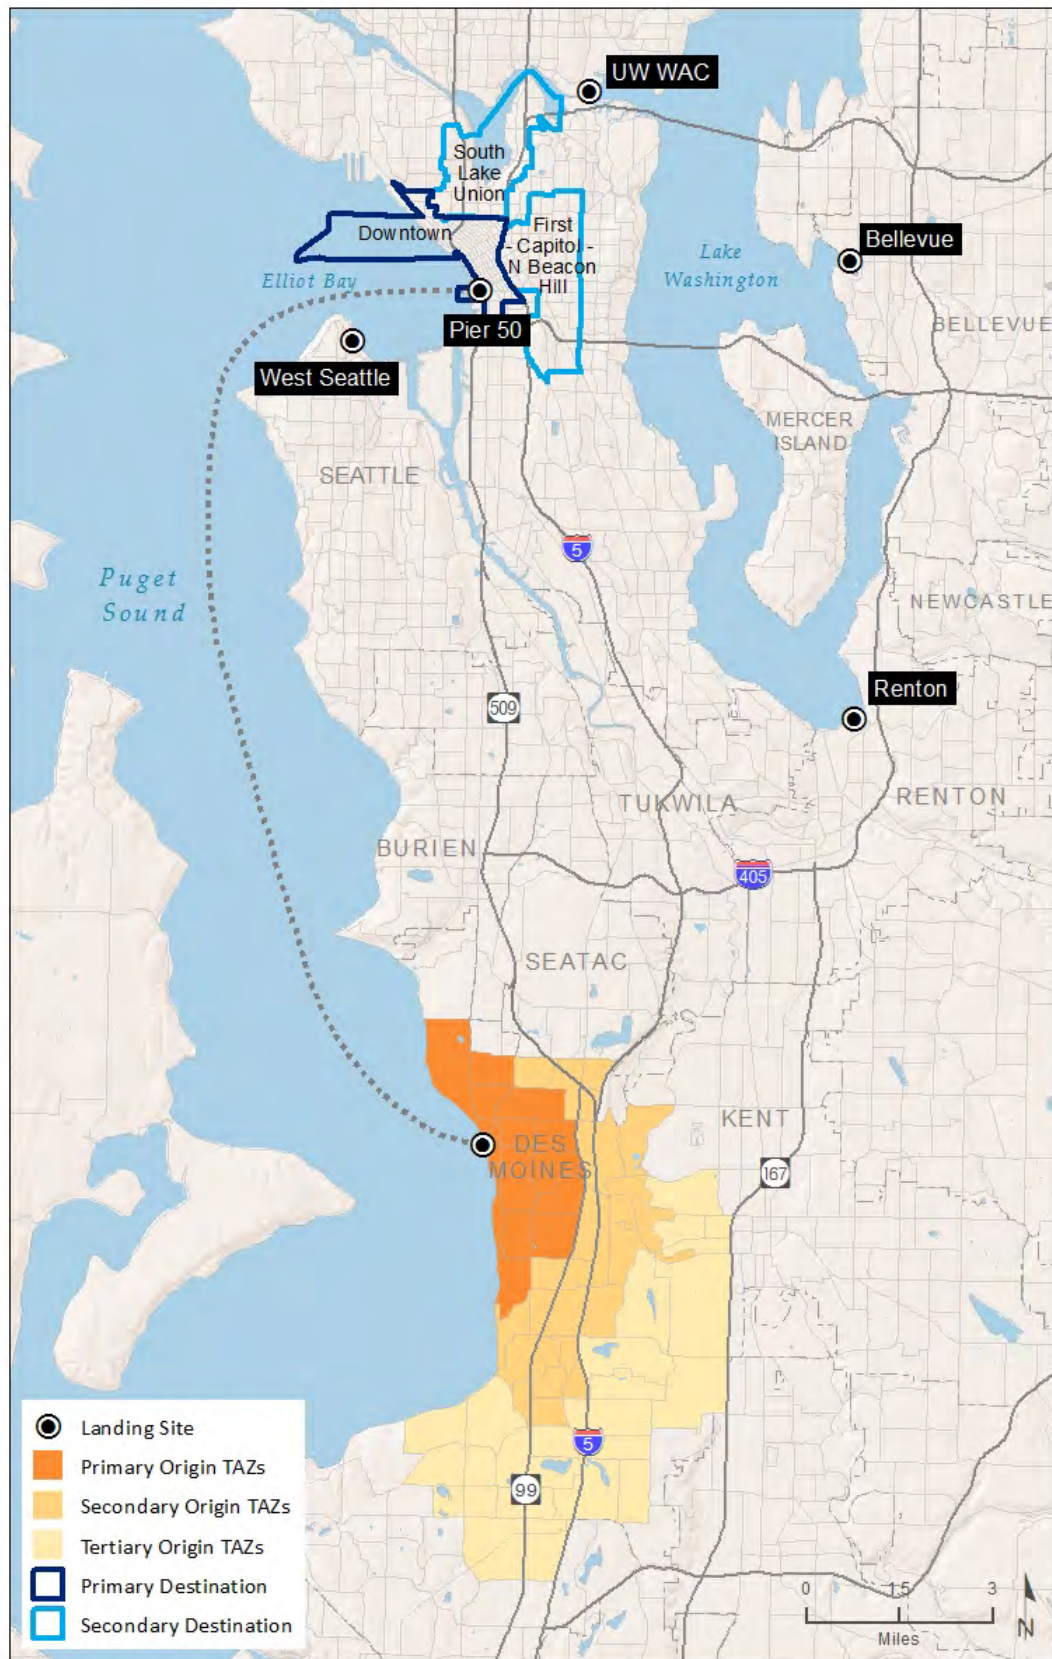 UW WAC
South
Lake
Union
First
- Capitol -
N Beacon
Hill
Downtown
Bellevue
Lake
Washington
Elliot Bay
BELLEVUE
Pier 50
West Seattle
MERCER
ISLAND
SEATTLE
5
Puget
Sound
NEWCASTLE
Renton
509
TUKWILA
RENTON
BURIEN
405
SEATAC
KENT
DES
MOINES
167
Landing Site
Primary Origin TAZs
Secondary Origin TAZs
Tertiary Origin TAZs
Primary Destination
Secondary Destination
5
99
0 1.5 3
Miles
N